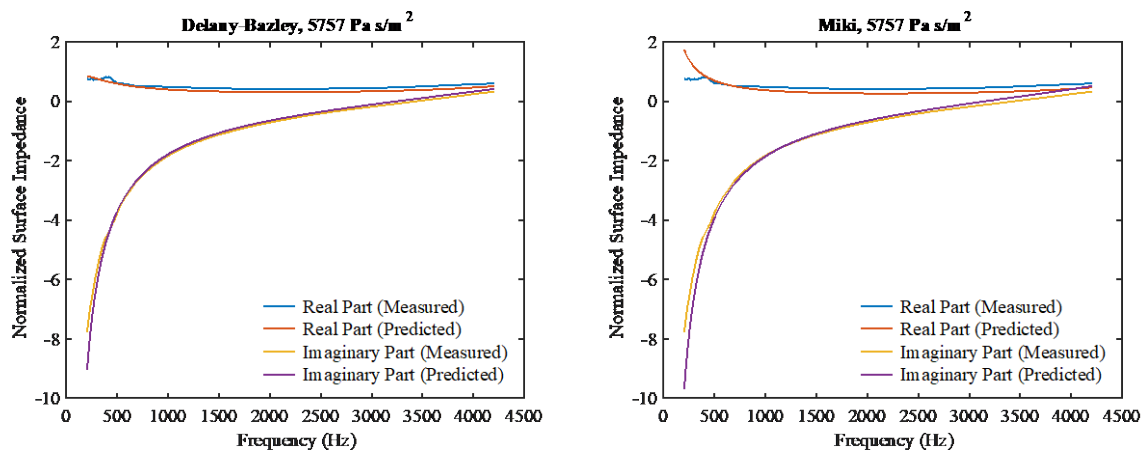 Delany-Bazley, 5757 Pa s/m²
2
0
-2
-4
-6
-8
-10
Normalized Surface Impedance
Real Part (Measured)
Real Part (Predicted)
Imaginary Part (Measured)
Imaginary Part (Predicted)
0 500 1000 1500 2000 2500 3000 3500 4000 4500
Frequency (Hz)
Miki, 5757 Pa s/m²
2
0
-2
-4
-6
-8
-10
Normalized Surface Impedance
Real Part (Measured)
Real Part (Predicted)
Imaginary Part (Measured)
Imaginary Part (Predicted)
0 500 1000 1500 2000 2500 3000 3500 4000 4500
Frequency (Hz)